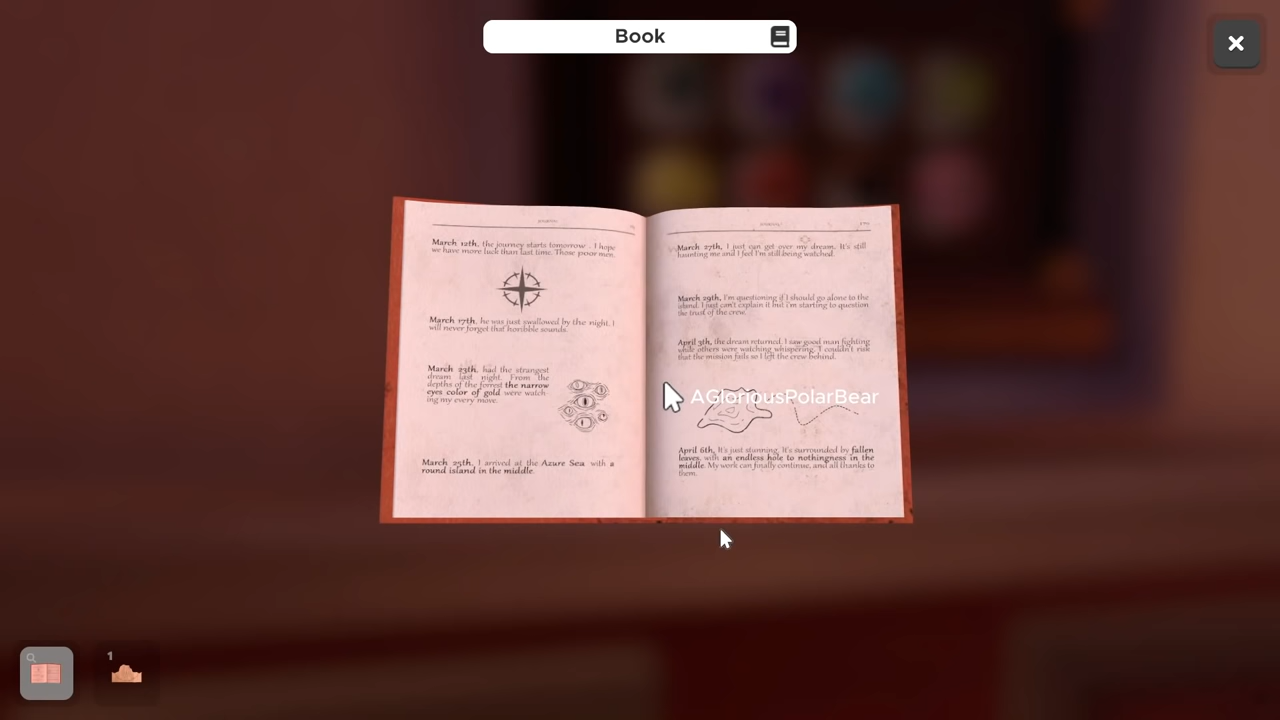 Book
March 12th, the journey starts tomorrow . I hope
we have more luck than last time. Those poor men.
March 17th, he was just swallowed by the night. I
will never forget that horibble sounds.
March 23th, had the strangest
dream last night. From the
depths of the forrest the narrow
eyes color of gold were watch-
ing my every move.
March 25th, I arrived at the Azure Sea with a
round island in the middle.
March 27th, I just can get over my dream. It's still
haunting me and I feel I'm still being watched.
March 29th, I'm questioning if I should go alone to the
island. I just can't explain it but i'm starting to question
the trust of the crew.
April 3th, the dream returned. I saw good man fighting
while others were watching whispering. I couldn't risk
that the mission fails so I left the crew behind.
AGloriousPolarBear
April 6th, It's just stunning. It's surrounded by fallen
leaves, with an endless hole to nothingness in the
middle. My work can finally continue, and all thanks to
them.
1